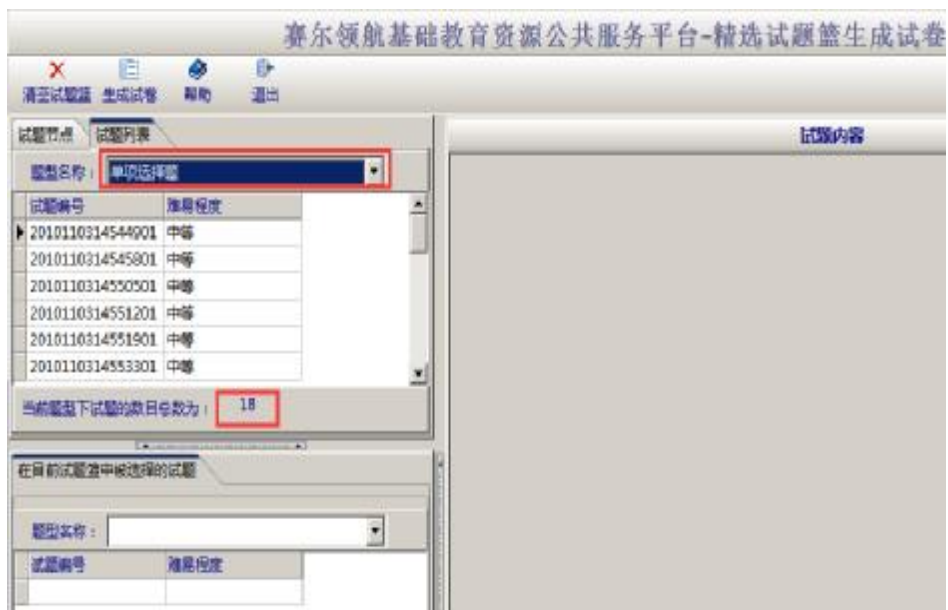 赛尔领航基础教育资源公共服务平台-精选试题篮生成试卷
清空试题篮 生成试卷 帮助 退出
试题节点 试题列表
试题内容
题型名称： 单项选择题
试题编号 难易程度
2010110314544901 中等
2010110314545801 中等
2010110314550501 中等
2010110314551201 中等
2010110314551901 中等
2010110314553301 中等
当前题型下试题的数目总数为： 18
在目前试题篮中被选择的试题
题型名称：
试题编号 难易程度